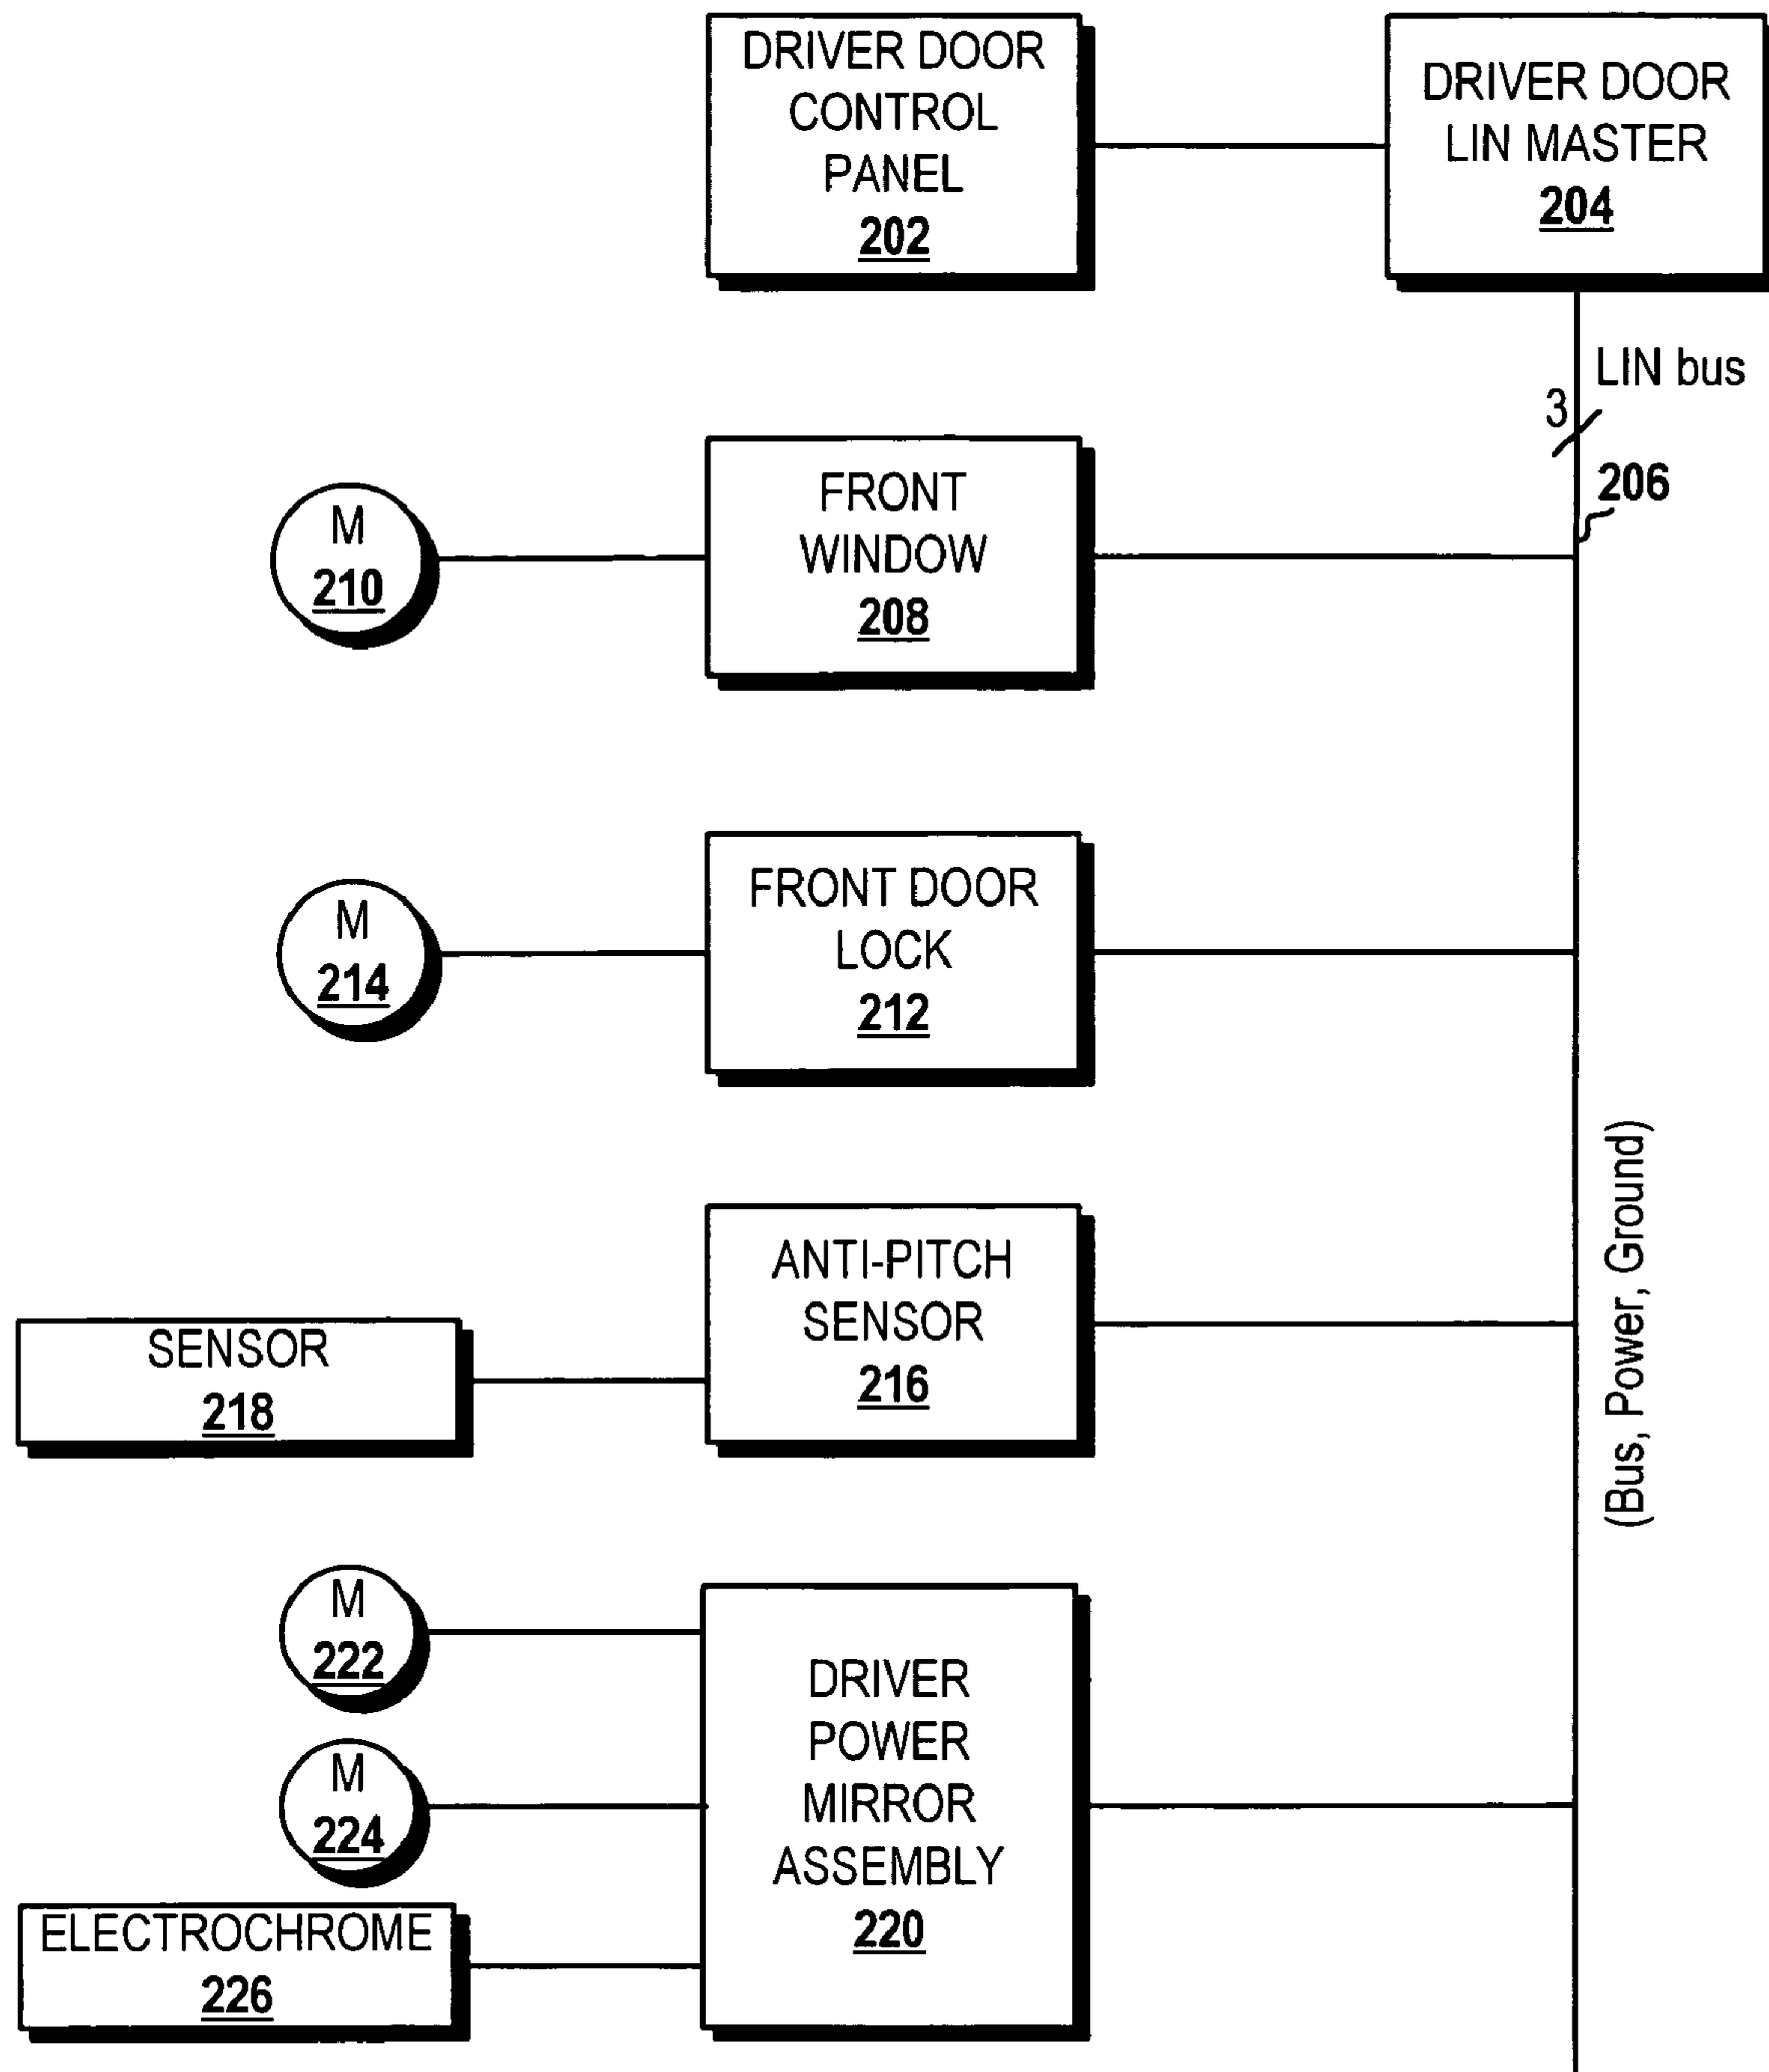 DRIVER DOOR
CONTROL
PANEL
202
DRIVER DOOR
LIN MASTER
204
LIN bus
3
206
M
210
FRONT
WINDOW
208
M
214
FRONT DOOR
LOCK
212
(Bus, Power, Ground)
SENSOR
218
ANTI-PITCH
SENSOR
216
M
222
M
224
ELECTROCHROME
226
DRIVER
POWER
MIRROR
ASSEMBLY
220